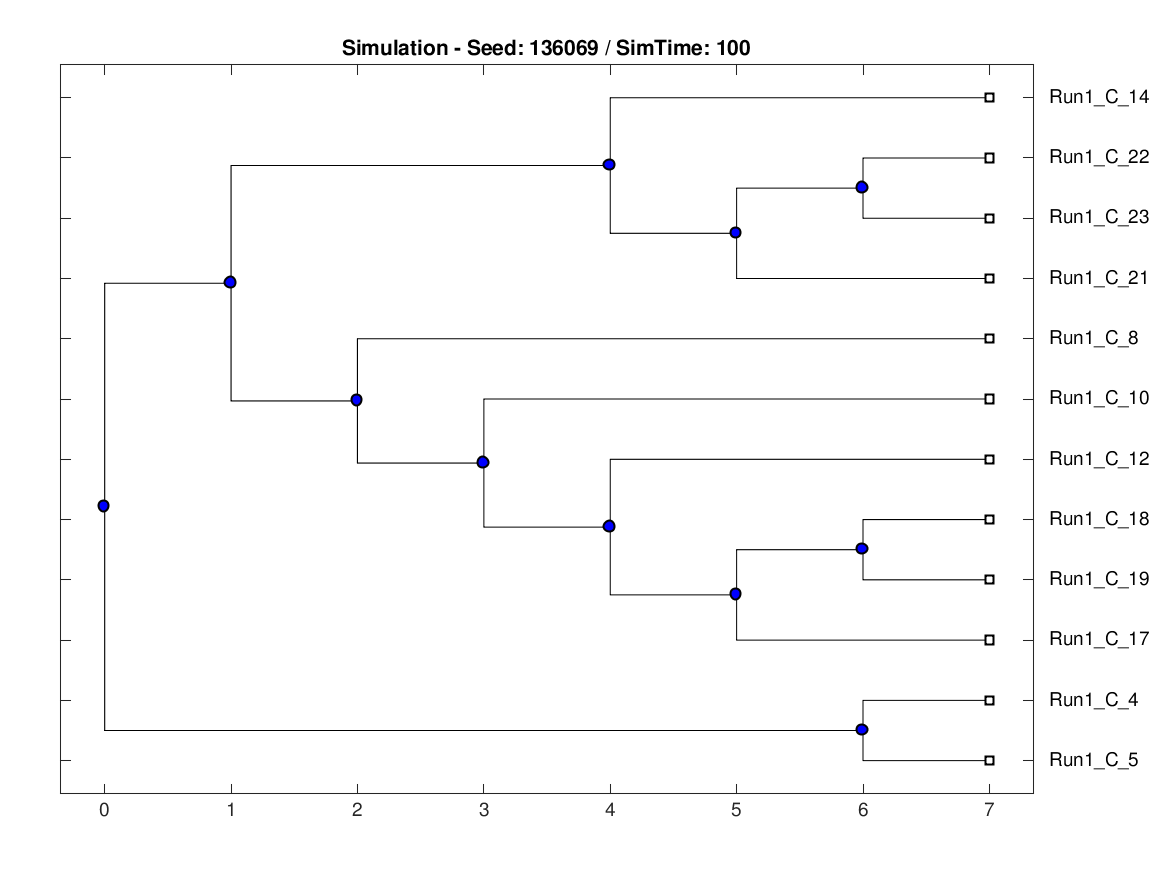 Simulation - Seed: 136069 / SimTime: 100
Run1_C_14
Run1_C_22
Run1_C_23
Run1_C_21
Run1_C_8
Run1_C_10
Run1_C_12
Run1_C_18
Run1_C_19
Run1_C_17
Run1_C_4
Run1_C_5
0 1 2 3 4 5 6 7